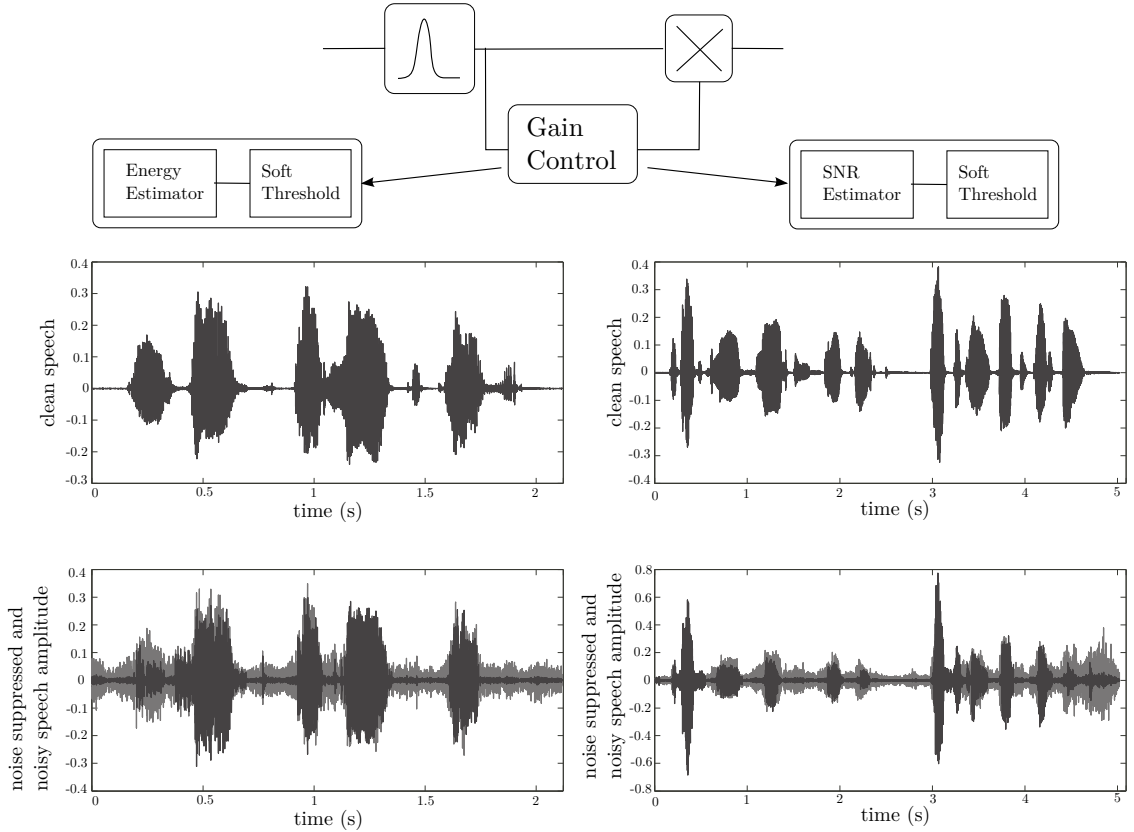 Gain
Control
Energy
Estimator
Soft
Threshold
SNR
Estimator
Soft
Threshold
clean speech
0.4
0.3
0.2
0.1
0
-0.1
-0.2
-0.3
0
0.5
1
1.5
2
time (s)
clean speech
0.4
0.3
0.2
0.1
0
-0.1
-0.2
-0.3
-0.4
0
1
2
3
4
5
time (s)
noise suppressed and
noisy speech amplitude
0.4
0.3
0.2
0.1
0
-0.1
-0.2
-0.3
-0.4
0
0.5
1
1.5
2
time (s)
noise suppressed and
noisy speech amplitude
0.8
0.6
0.4
0.2
0
-0.2
-0.4
-0.6
-0.8
0
1
2
3
4
5
time (s)